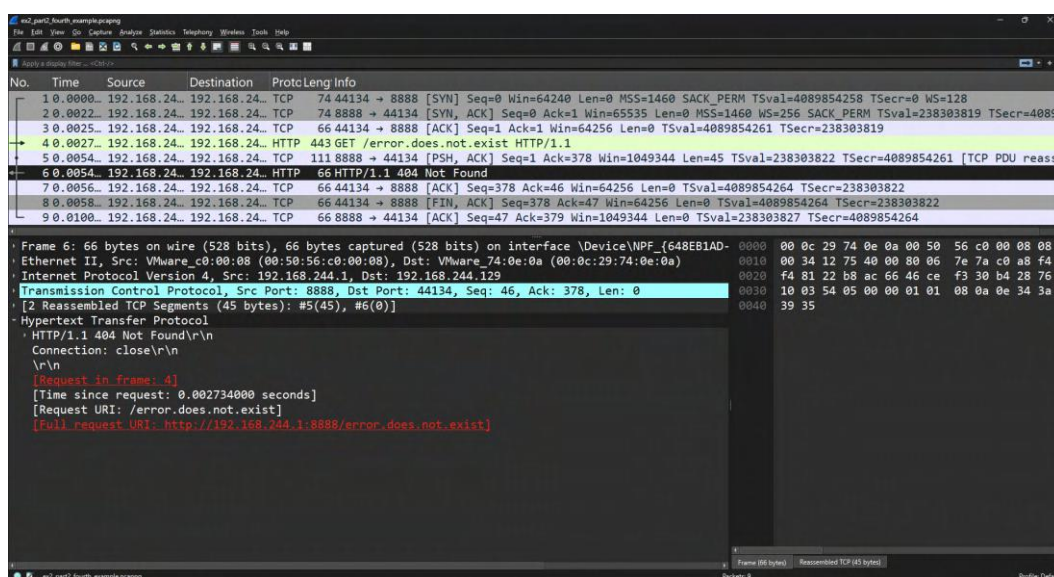 ex2_part2_fourth_example.pcapng
File Edit View Go Capture Analyze Statistics Telephony Wireless Tools Help
Apply a display filter ... <Ctrl-/>
No. Time Source Destination Protc Leng Info
1 0.0000… 192.168.24… 192.168.24… TCP 74 44134 → 8888 [SYN] Seq=0 Win=64240 Len=0 MSS=1460 SACK_PERM TSval=4089854258 TSecr=0 WS=128
2 0.0022… 192.168.24… 192.168.24… TCP 74 8888 → 44134 [SYN, ACK] Seq=0 Ack=1 Win=65535 Len=0 MSS=1460 WS=256 SACK_PERM TSval=238303819 TSecr=4089
3 0.0025… 192.168.24… 192.168.24… TCP 66 44134 → 8888 [ACK] Seq=1 Ack=1 Win=64256 Len=0 TSval=4089854261 TSecr=238303819
4 0.0027… 192.168.24… 192.168.24… HTTP 443 GET /error.does.not.exist HTTP/1.1
5 0.0054… 192.168.24… 192.168.24… TCP 111 8888 → 44134 [PSH, ACK] Seq=1 Ack=378 Win=1049344 Len=45 TSval=238303822 TSecr=4089854261 [TCP PDU reass
6 0.0054… 192.168.24… 192.168.24… HTTP 66 HTTP/1.1 404 Not Found
7 0.0056… 192.168.24… 192.168.24… TCP 66 44134 → 8888 [ACK] Seq=378 Ack=46 Win=64256 Len=0 TSval=4089854264 TSecr=238303822
8 0.0058… 192.168.24… 192.168.24… TCP 66 44134 → 8888 [FIN, ACK] Seq=378 Ack=47 Win=64256 Len=0 TSval=4089854264 TSecr=238303822
9 0.0100… 192.168.24… 192.168.24… TCP 66 8888 → 44134 [ACK] Seq=47 Ack=379 Win=1049344 Len=0 TSval=238303827 TSecr=4089854264
Frame 6: 66 bytes on wire (528 bits), 66 bytes captured (528 bits) on interface \Device\NPF_{648EB1AD-
Ethernet II, Src: VMware_c0:00:08 (00:50:56:c0:00:08), Dst: VMware_74:0e:0a (00:0c:29:74:0e:0a)
Internet Protocol Version 4, Src: 192.168.244.1, Dst: 192.168.244.129
Transmission Control Protocol, Src Port: 8888, Dst Port: 44134, Seq: 46, Ack: 378, Len: 0
[2 Reassembled TCP Segments (45 bytes): #5(45), #6(0)]
Hypertext Transfer Protocol
HTTP/1.1 404 Not Found\r\n
Connection: close\r\n
\r\n
[Request in frame: 4]
[Time since request: 0.002734000 seconds]
[Request URI: /error.does.not.exist]
[Full request URI: http://192.168.244.1:8888/error.does.not.exist]
0000 00 0c 29 74 0e 0a 00 50 56 c0 00 08 08
0010 00 34 12 75 40 00 80 06 7e 7a c0 a8 f4
0020 f4 81 22 b8 ac 66 46 ce f3 30 b4 28 76
0030 10 03 54 05 00 00 01 01 08 0a 0e 34 3a
0040 39 35
Frame (66 bytes) Reassembled TCP (45 bytes)
ex2_part2_fourth_example.pcapng
Packets: 9